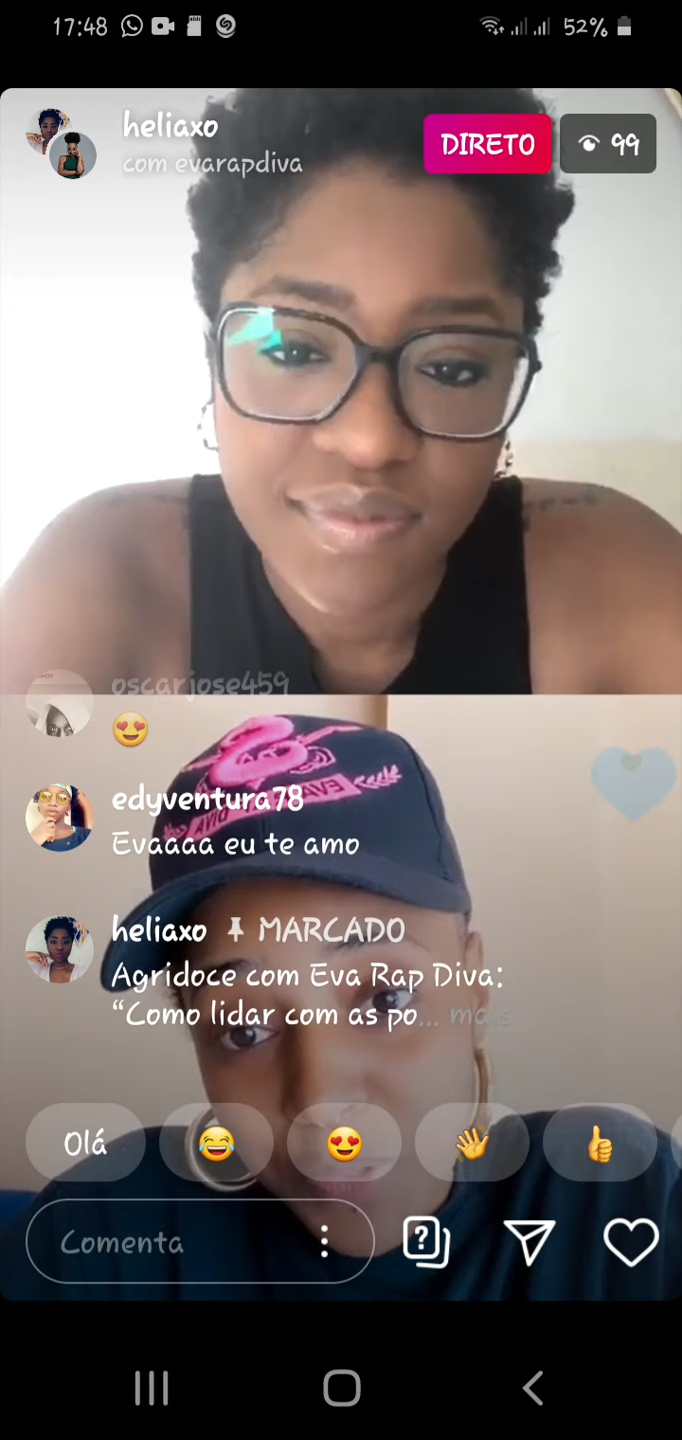 17:48
52%
heliaxo
com evarapdiva
DIRETO
99
oscarjose459
😍
edyventura78
Evaaaa eu te amo
heliaxo MARCADO
Agridoce com Eva Rap Diva:
“Como lidar com as po... mais
Olá 😂 😍 👋 👍
Comenta